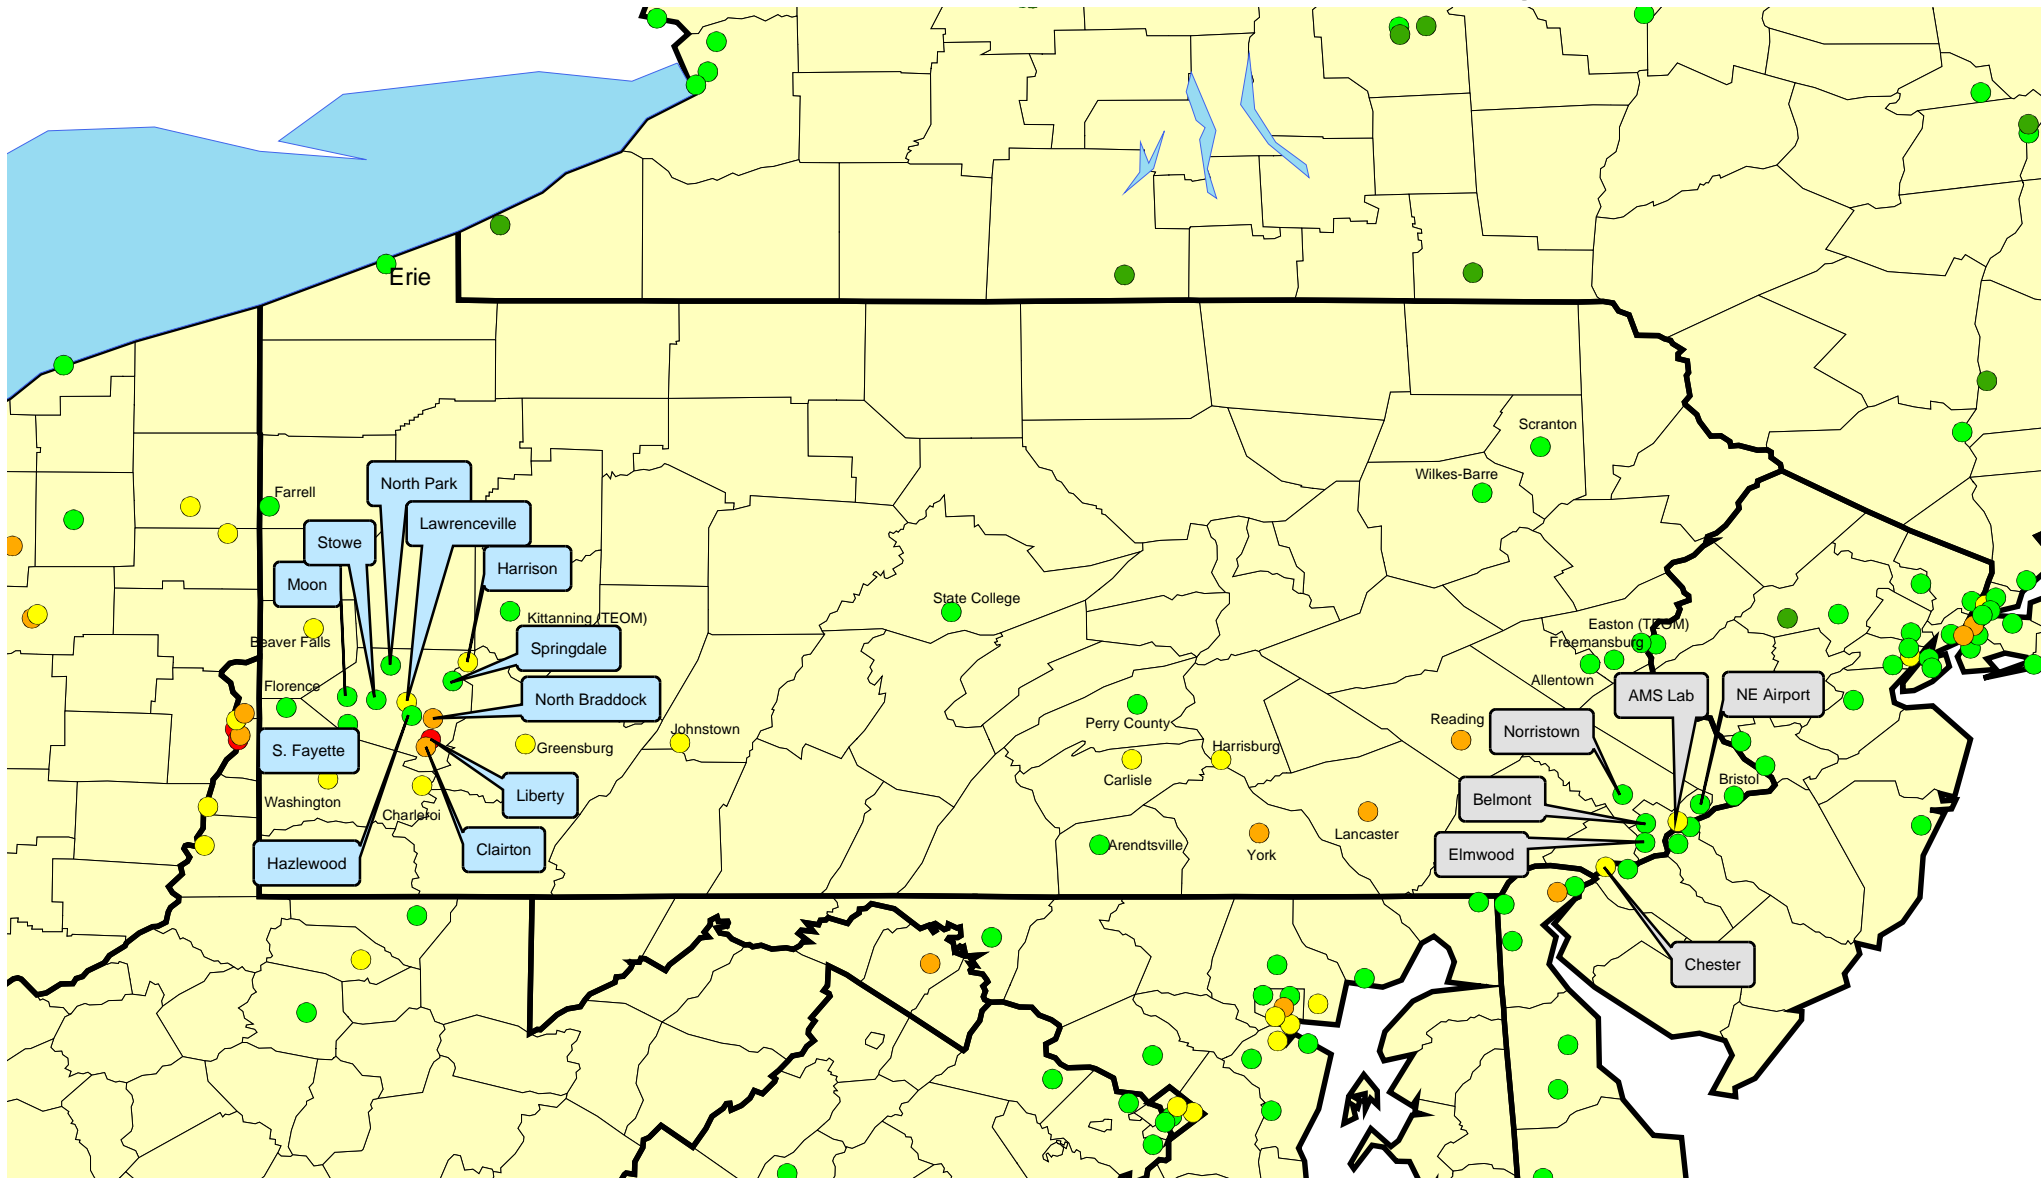 Erie
Scranton
Wilkes-Barre
Farrell
North Park
Lawrenceville
Stowe
Harrison
Moon
State College
Kittanning (TEOM)
Easton (TEOM)
Freemansburg
Beaver Falls
Springdale
Allentown
Florence
AMS Lab
NE Airport
North Braddock
Perry County
Reading
Norristown
Johnstown
S. Fayette
Greensburg
Harrisburg
Carlisle
Bristol
Liberty
Washington
Belmont
Charleroi
Lancaster
Arendtsville
York
Clairton
Elmwood
Hazlewood
Chester